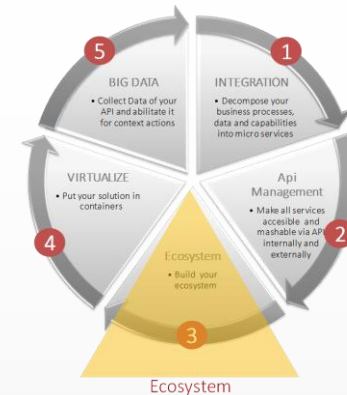 5
1
BIG DATA
• Collect Data of your
API and abilitate it
for context actions
INTEGRATION
• Decompose your
business processes,
data and capabilities
into micro services
VIRTUALIZE
• Put your solution in
containers
4
Api
Management
• Make all services
accesible and
mashable via API
internally and
externally
2
Ecosystem
• Build your
ecosystem
3
Ecosystem